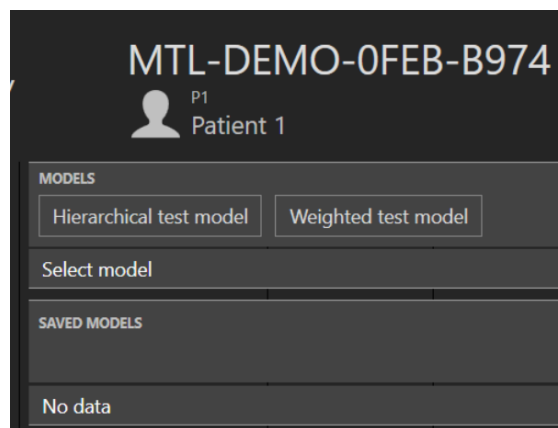 MTL-DEMO-0FEB-B974
P1
Patient 1
MODELS
Hierarchical test model Weighted test model
Select model
SAVED MODELS
No data